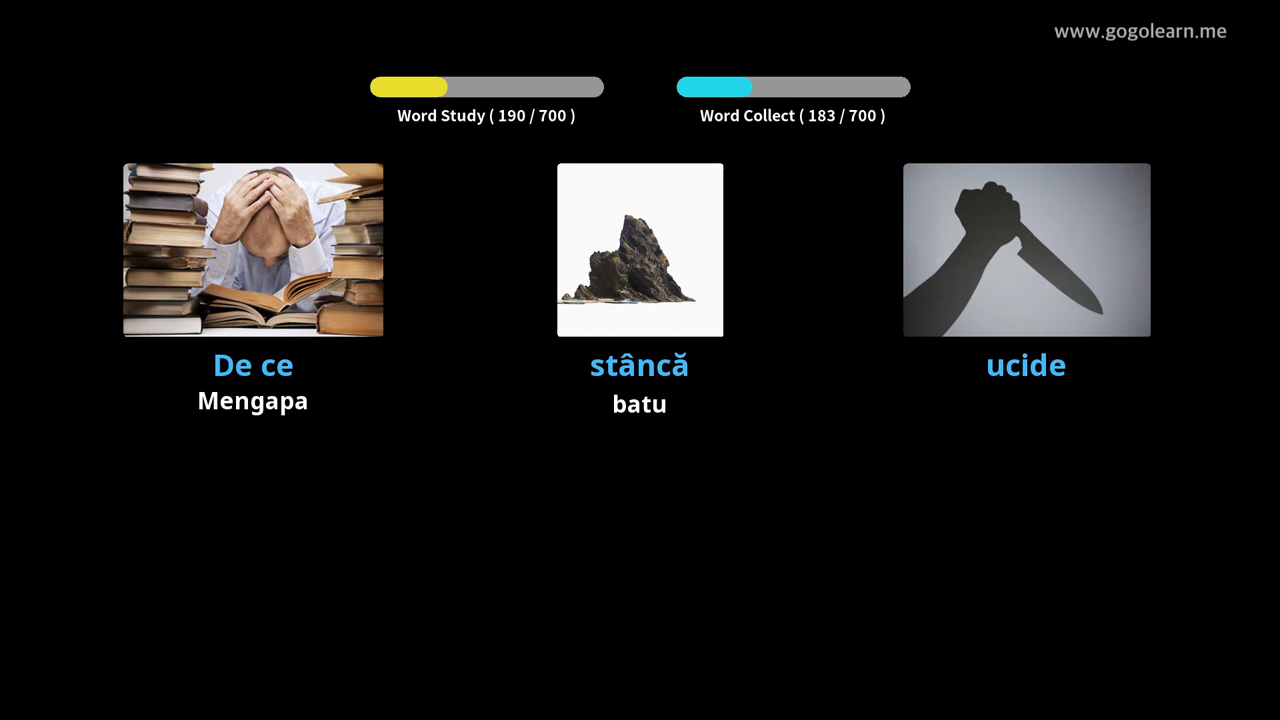 www.gogolearn.me
Word Study ( 190 / 700 )
Word Collect ( 183 / 700 )
De ce
Mengapa
stâncă
batu
ucide